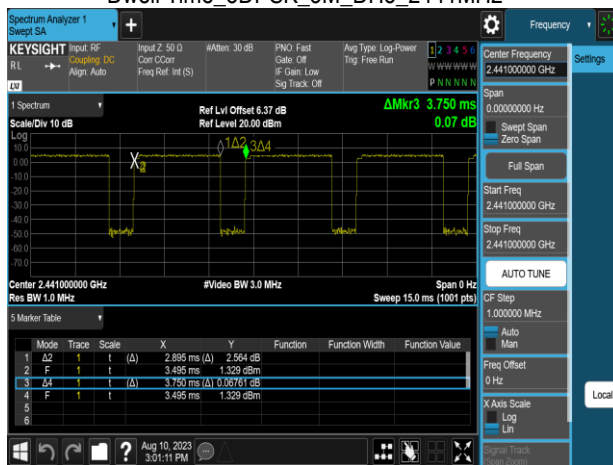 Spectrum Analyzer 1
Swept SA
+
Frequency
KEYSIGHT
Input: RF
Coupling: DC
Align: Auto
Input Z: 50 Ω
Corr CCorr
Freq Ref: Int (S)
#Atten: 30 dB
PNO: Fast
Gate: Off
IF Gain: Low
Sig Track: Off
Avg Type: Log-Power
Trig: Free Run
1 2 3 4 5 6
W W W W W W
P N N N N N
RL
LXI
Center Frequency
2.441000000 GHz
Settings
Span
0.00000000 Hz
Swept Span
Zero Span
Full Span
Start Freq
2.441000000 GHz
Stop Freq
2.441000000 GHz
AUTO TUNE
CF Step
1.000000 MHz
Auto
Man
Freq Offset
0 Hz
X Axis Scale
Log
Lin
Local
Signal Track
(Span Zoom)
1 Spectrum
Scale/Div 10 dB
Ref Lvl Offset 6.37 dB
Ref Level 20.00 dBm
ΔMkr3 3.750 ms
0.07 dB
Log
10.0
0.00
-10.0
-20.0
-30.0
-40.0
-50.0
-60.0
-70.0
1Δ2
3Δ4
Center 2.441000000 GHz
Res BW 1.0 MHz
#Video BW 3.0 MHz
Span 0 Hz
Sweep 15.0 ms (1001 pts)
5 Marker Table
Mode Trace Scale X Y Function Function Width Function Value
1 Δ2 1 t (Δ) 2.895 ms (Δ) 2.564 dB
2 F 1 t 3.495 ms 1.329 dBm
3 Δ4 1 t (Δ) 3.750 ms (Δ) 0.06761 dB
4 F 1 t 3.495 ms 1.329 dBm
5
6
?
Aug 10, 2023
3:01:11 PM